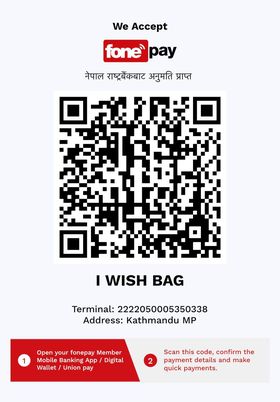 We Accept
fonepay
नेपाल राष्ट्रबैंकबाट अनुमति प्राप्त
I WISH BAG
Terminal: 2222050005350338
Address: Kathmandu MP
1
Open your fonepay Member
Mobile Banking App / Digital
Wallet / Union pay
2
Scan this code, confirm the
payment details and make
quick payments.